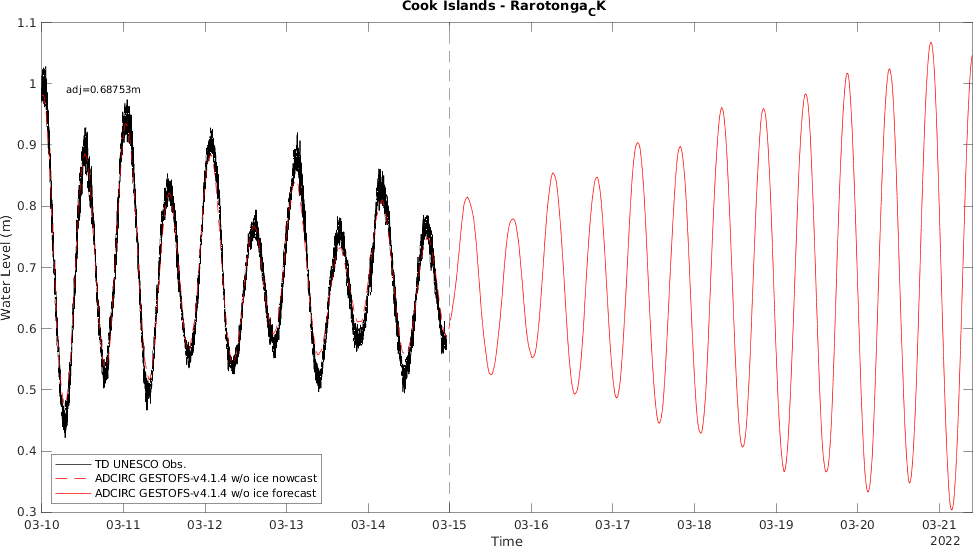 Cook Islands - Rarotonga_CK
1.1
1
0.9
0.8
0.7
0.6
0.5
0.4
0.3
Water Level (m)
adj=0.68753m
TD UNESCO Obs.
ADCIRC GESTOFS-v4.1.4 w/o ice nowcast
ADCIRC GESTOFS-v4.1.4 w/o ice forecast
03-10 03-11 03-12 03-13 03-14 03-15 03-16 03-17 03-18 03-19 03-20 03-21
Time
2022